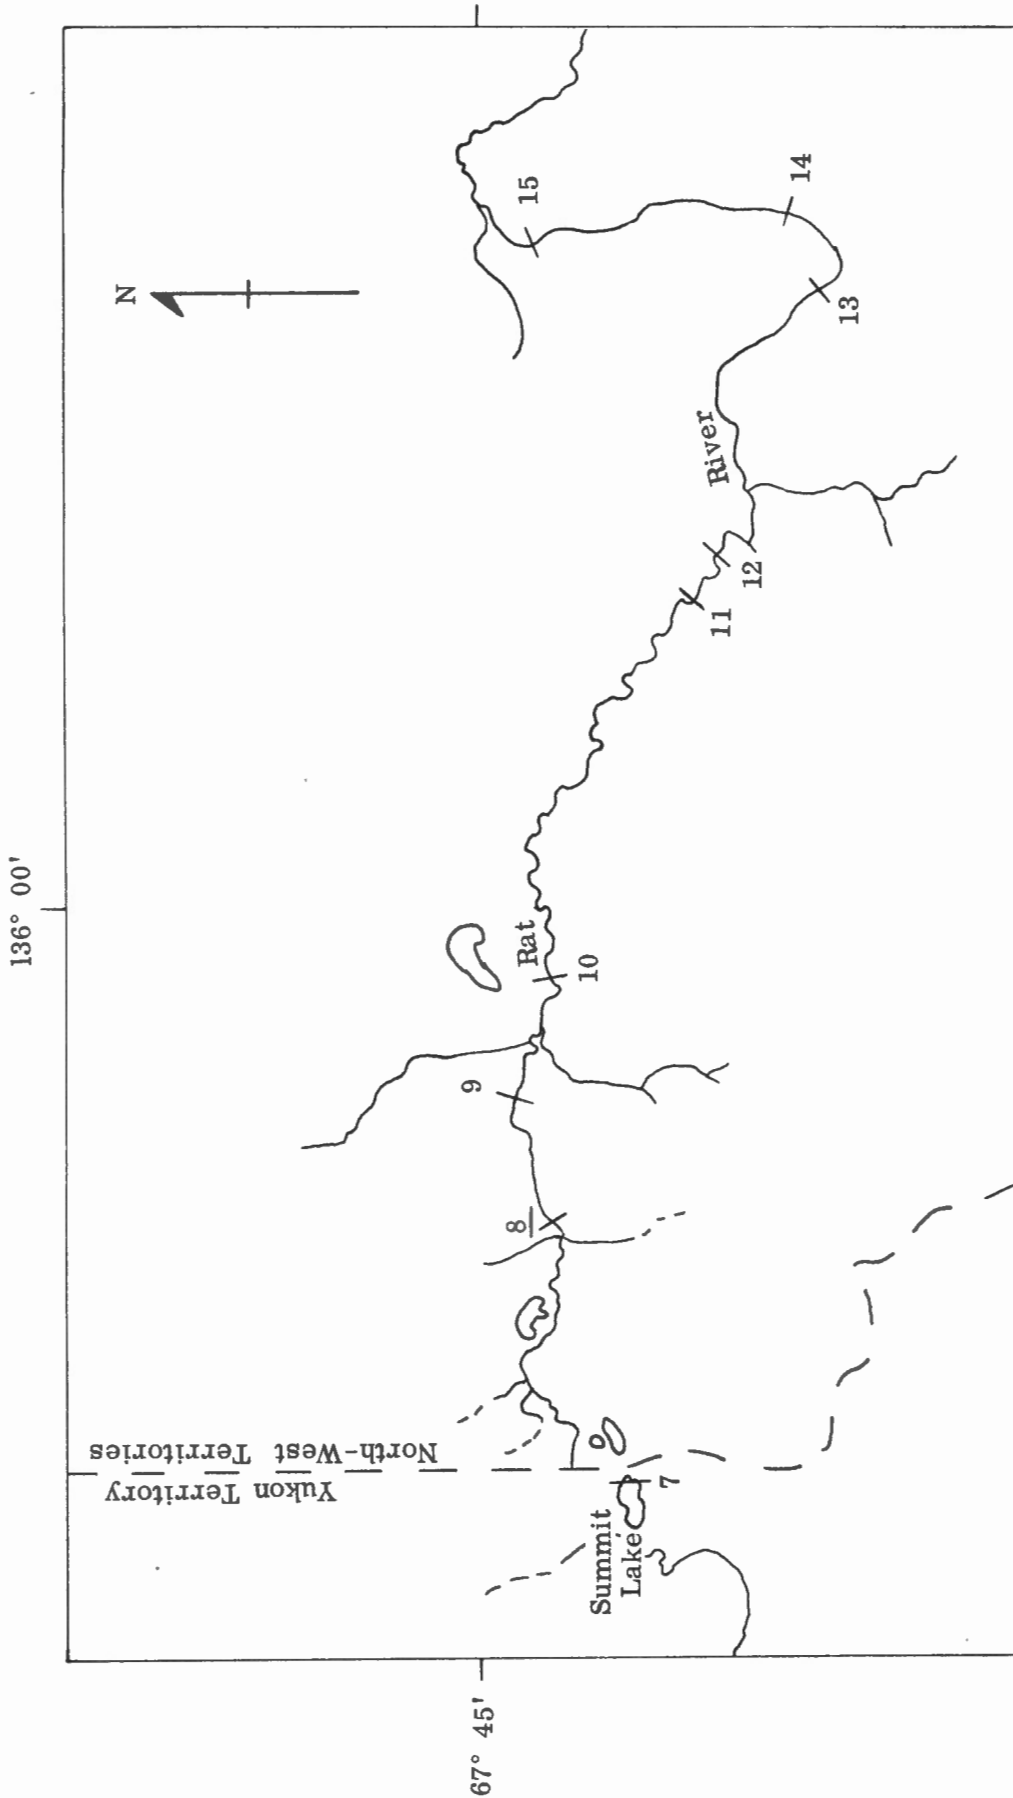 136° 00'
67° 45'
N
Yukon Territory
North-West Territories
Summit
Lake
7
8
9
Rat
10
11
12
River
13
14
15